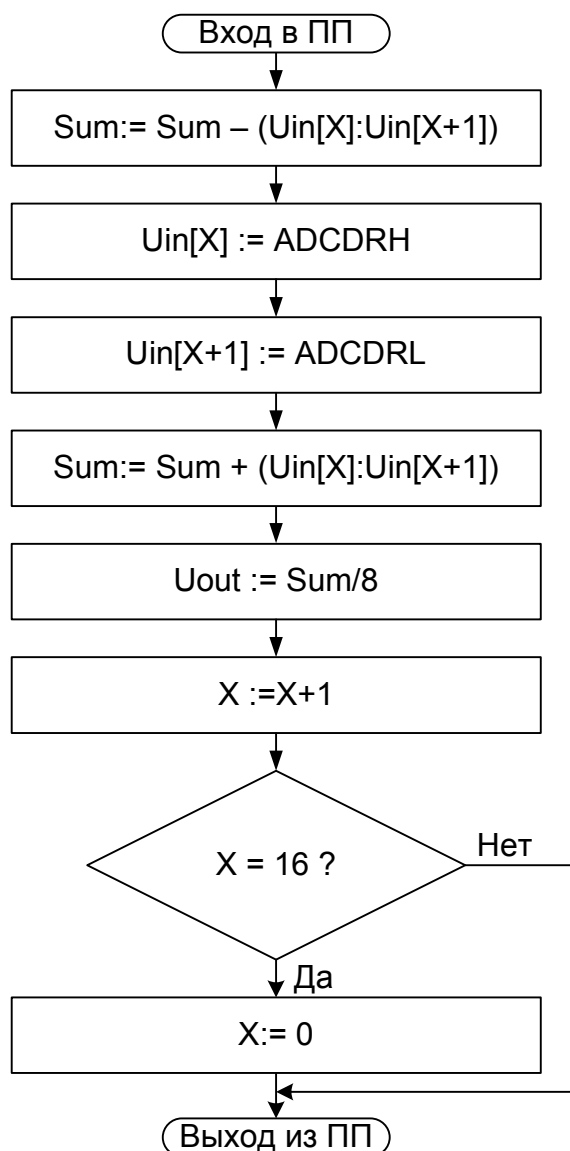 Вход в ПП
Sum:= Sum – (Uin[X]:Uin[X+1])
Uin[X] := ADCDRH
Uin[X+1] := ADCDRL
Sum:= Sum + (Uin[X]:Uin[X+1])
Uout := Sum/8
X :=X+1
X = 16 ?
Нет
Да
X:= 0
Выход из ПП